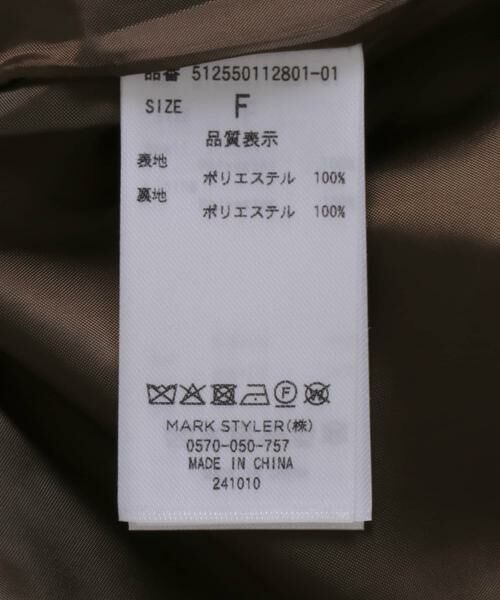 品番 512550112801-01
SIZE F
品質表示
表地
ポリエステル 100%
裏地
ポリエステル 100%
MARK STYLER(株)
0570-050-757
MADE IN CHINA
241010